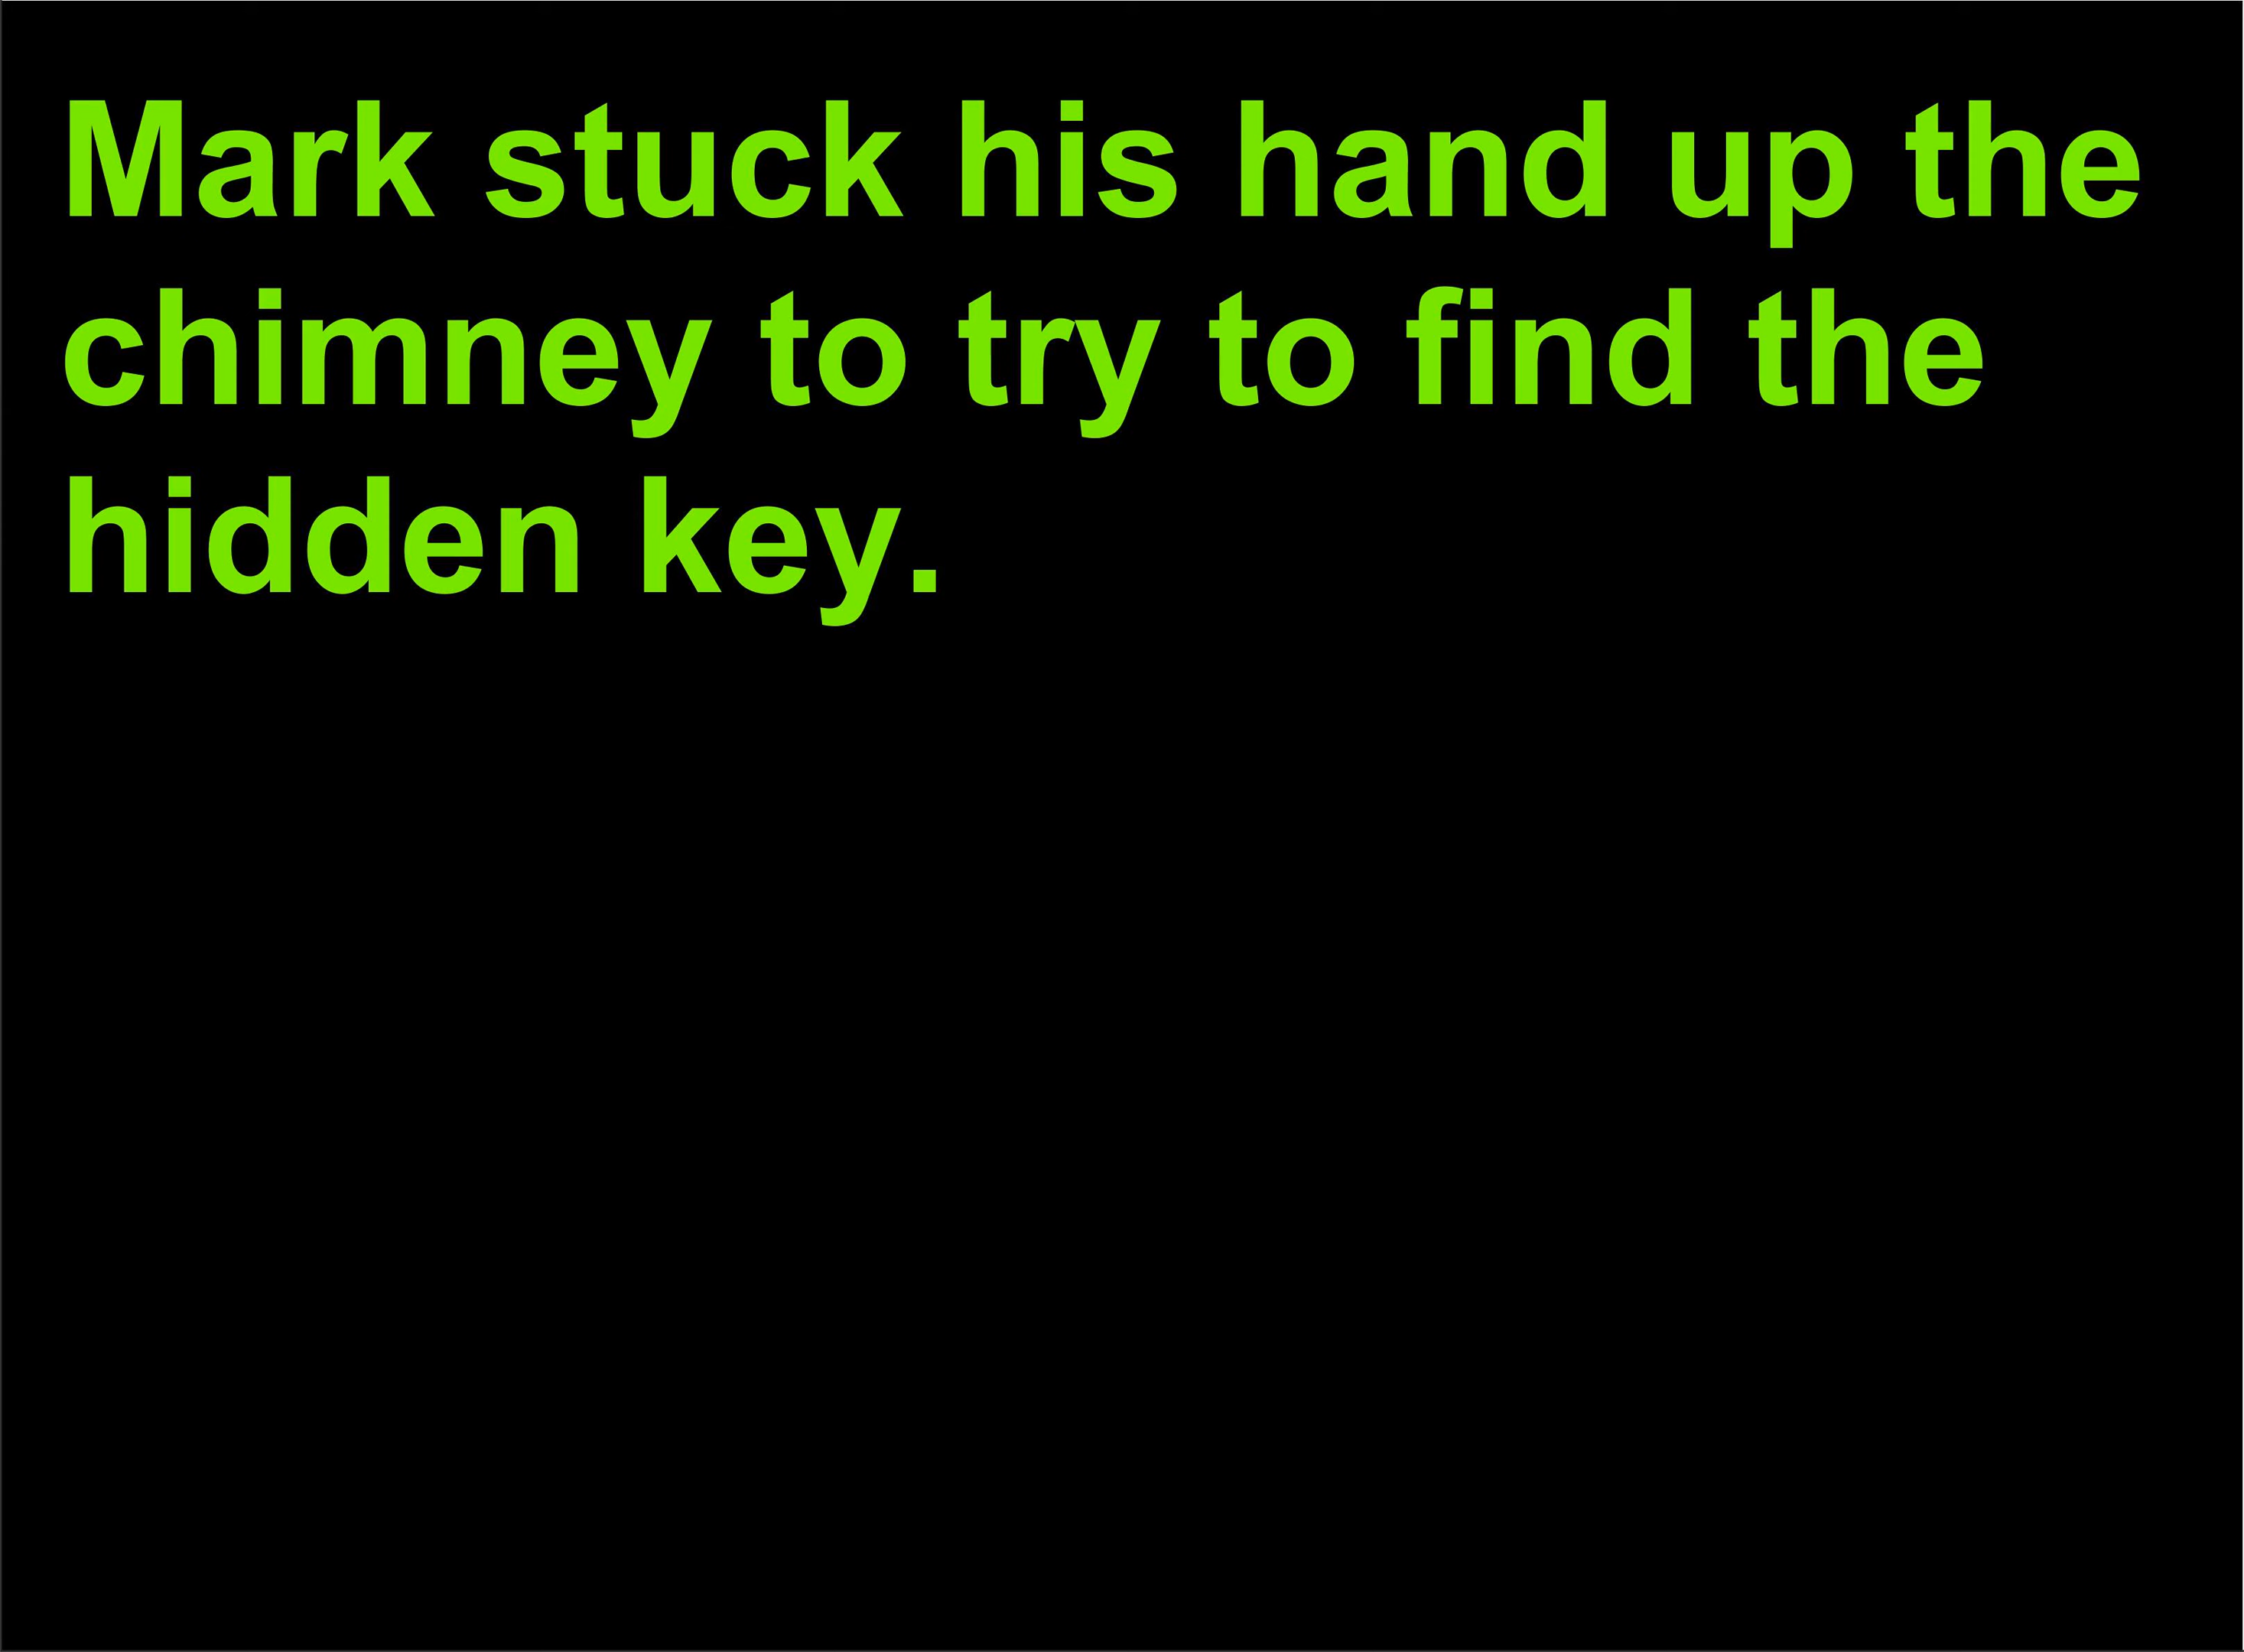 Mark stuck his hand up the
chimney to try to find the
hidden key.